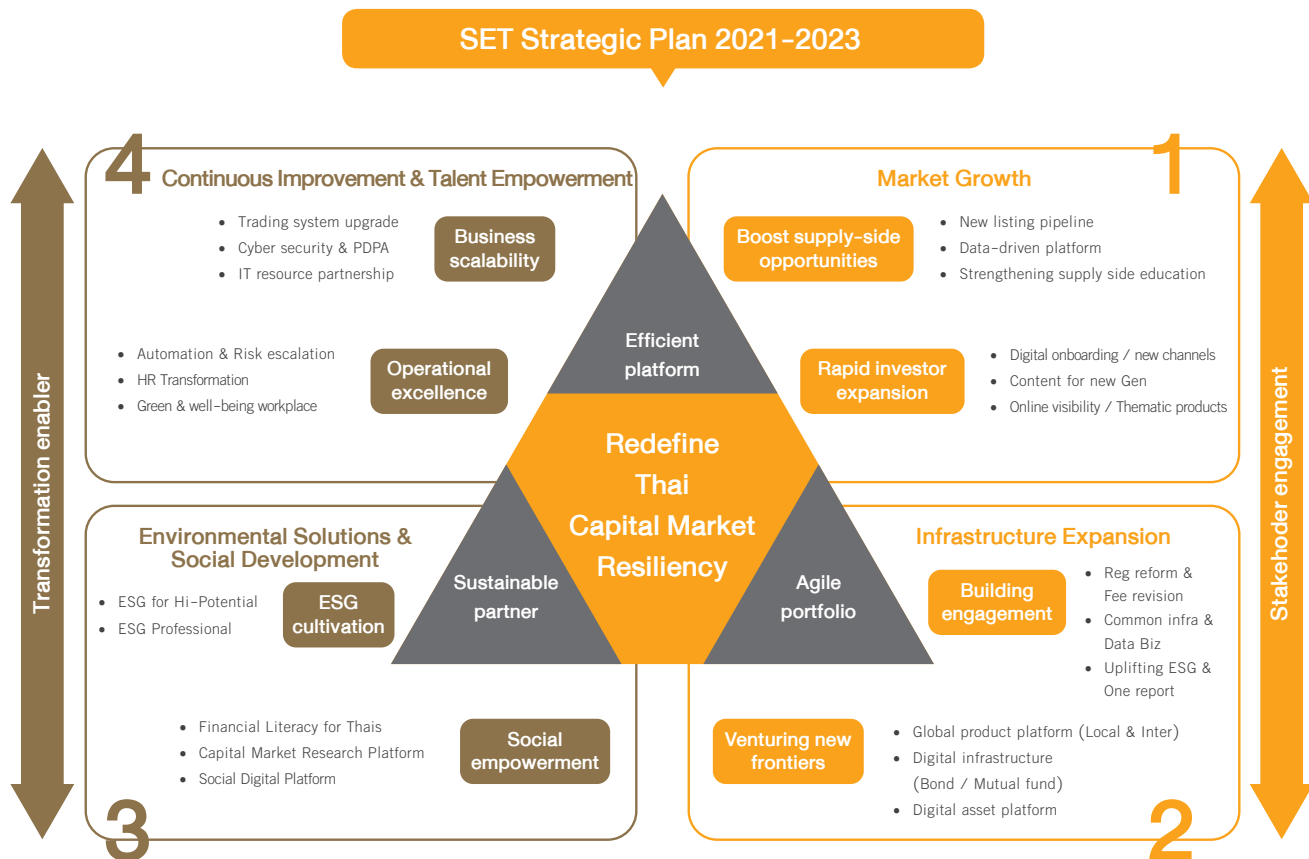 SET Strategic Plan 2021-2023
4
Continuous Improvement & Talent Empowerment
• Trading system upgrade
• Cyber security & PDPA
• IT resource partnership
Business
scalability
• Automation & Risk escalation
• HR Transformation
• Green & well-being workplace
Operational
excellence
1
Market Growth
Boost supply-side
opportunities
• New listing pipeline
• Data-driven platform
• Strengthening supply side education
Rapid investor
expansion
• Digital onboarding / new channels
• Content for new Gen
• Online visibility / Thematic products
Efficient
platform
Redefine
Thai
Capital Market
Resiliency
Sustainable
partner
Agile
portfolio
Transformation enabler
Stakehoder engagement
Environmental Solutions &
Social Development
• ESG for Hi-Potential
• ESG Professional
ESG
cultivation
• Financial Literacy for Thais
• Capital Market Research Platform
• Social Digital Platform
Social
empowerment
3
Infrastructure Expansion
Building
engagement
• Reg reform &
Fee revision
• Common infra &
Data Biz
• Uplifting ESG &
One report
Venturing new
frontiers
• Global product platform (Local & Inter)
• Digital infrastructure
(Bond / Mutual fund)
• Digital asset platform
2